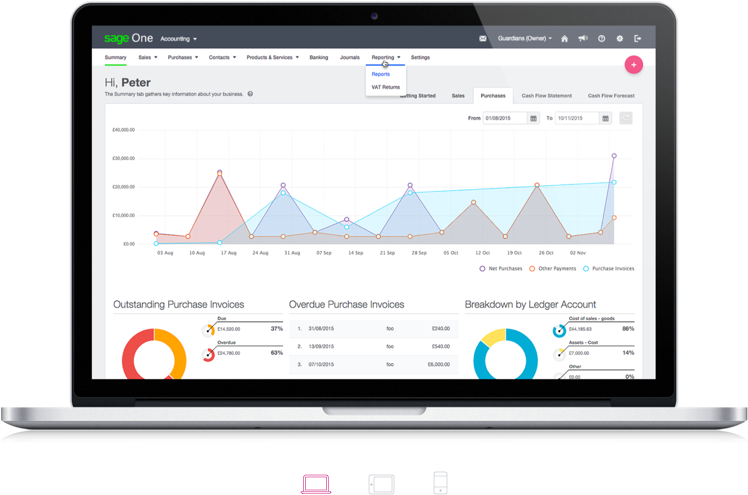 sage One Accounting Guardians (Owner)
Summary Sales Purchases Contacts Products & Services Banking Journals Reporting Settings
Reports
VAT Returns
Hi, Peter
The Summary tab gathers key information about your business.
Getting Started Sales Purchases Cash Flow Statement Cash Flow Forecast
From 01/08/2015 To 10/11/2015
£40,000.00
£30,000.00
£20,000.00
£10,000.00
£0.00
03 Aug 10 Aug 17 Aug 24 Aug 31 Aug 07 Sep 14 Sep 21 Sep 28 Sep 05 Oct 12 Oct 19 Oct 26 Oct 02 Nov
Net Purchases Other Payments Purchase Invoices
Outstanding Purchase Invoices
Due
£14,520.00 37%
Overdue
£24,780.00 63%
Overdue Purchase Invoices
1. 31/08/2015 foo £240.00
2. 13/09/2015 foo £540.00
3. 07/10/2015 foo £6,000.00
Breakdown by Ledger Account
Cost of sales - goods
£44,185.63 86%
Assets - Cost
£7,000.00 14%
Other
£0.00 0%